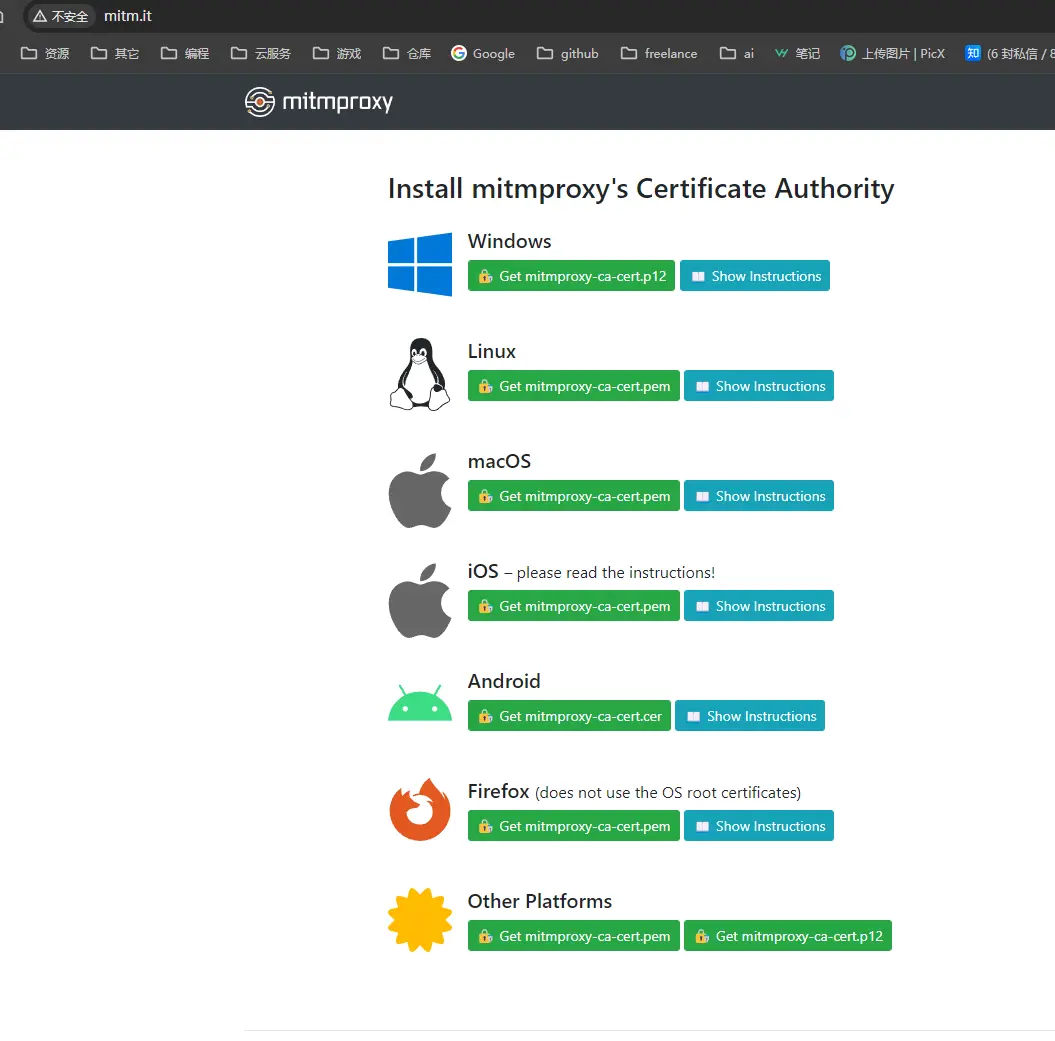 不安全 mitm.it
资源 其它 编程 云服务 游戏 仓库 Google github freelance ai 笔记 上传图片 | PicX 知 (6 封私信 /
mitmproxy
Install mitmproxy's Certificate Authority
Windows
Get mitmproxy-ca-cert.p12 Show Instructions
Linux
Get mitmproxy-ca-cert.pem Show Instructions
macOS
Get mitmproxy-ca-cert.pem Show Instructions
iOS – please read the instructions!
Get mitmproxy-ca-cert.pem Show Instructions
Android
Get mitmproxy-ca-cert.cer Show Instructions
Firefox (does not use the OS root certificates)
Get mitmproxy-ca-cert.pem Show Instructions
Other Platforms
Get mitmproxy-ca-cert.pem Get mitmproxy-ca-cert.p12